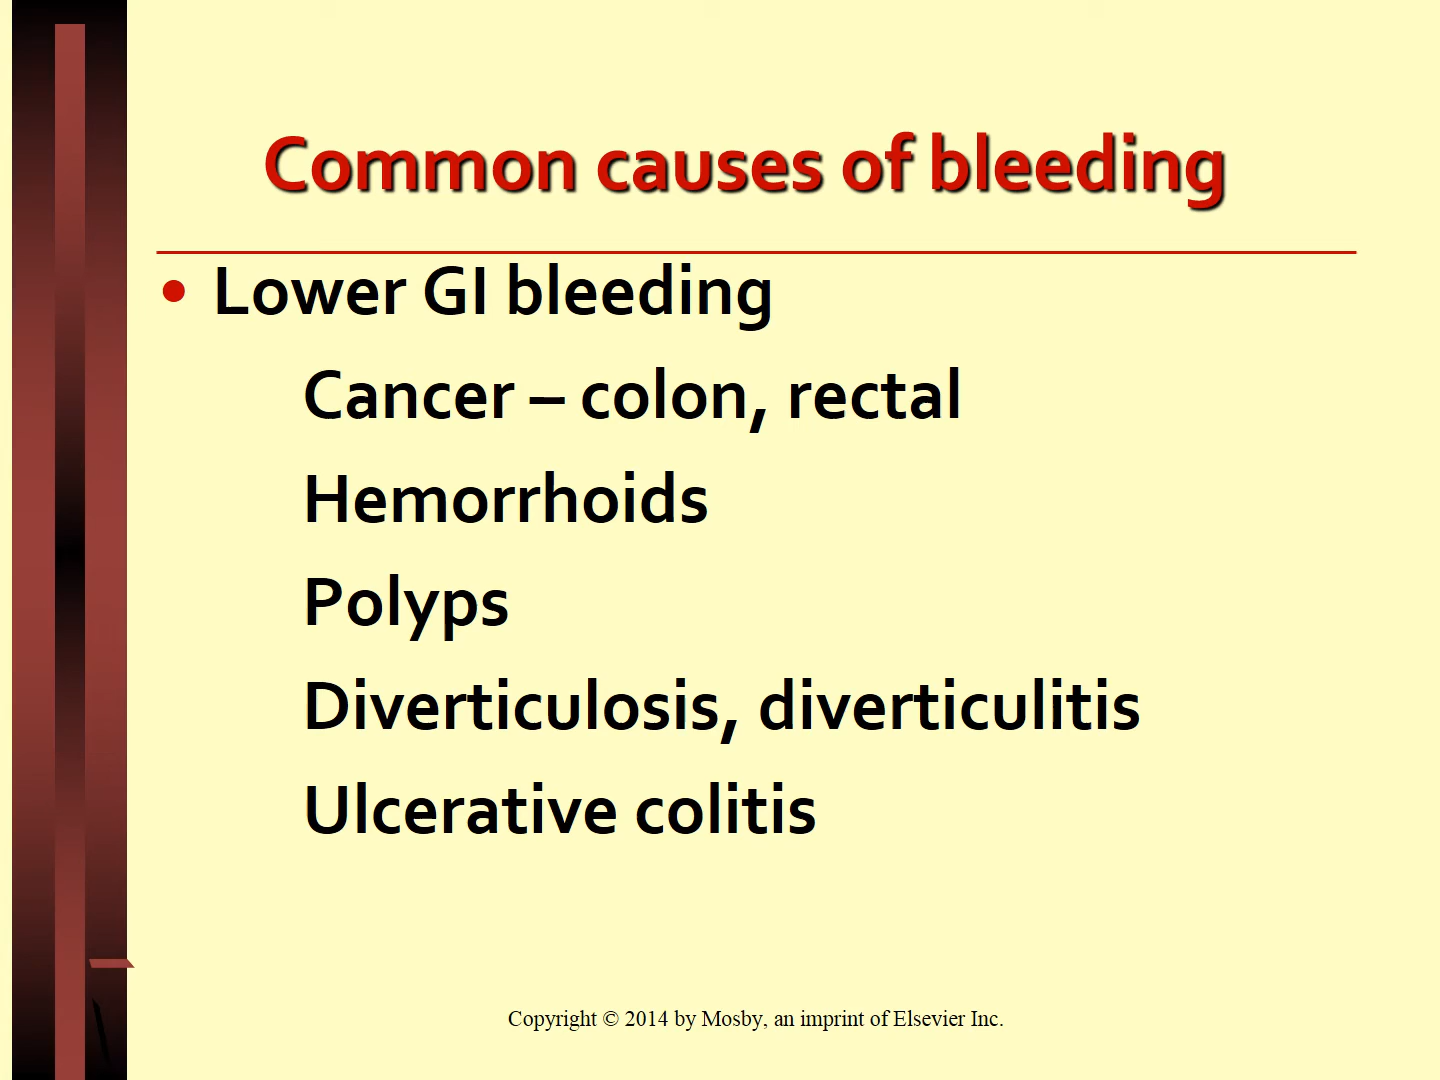 Common causes of bleeding
• Lower GI bleeding
Cancer – colon, rectal
Hemorrhoids
Polyps
Diverticulosis, diverticulitis
Ulcerative colitis
Copyright © 2014 by Mosby, an imprint of Elsevier Inc.